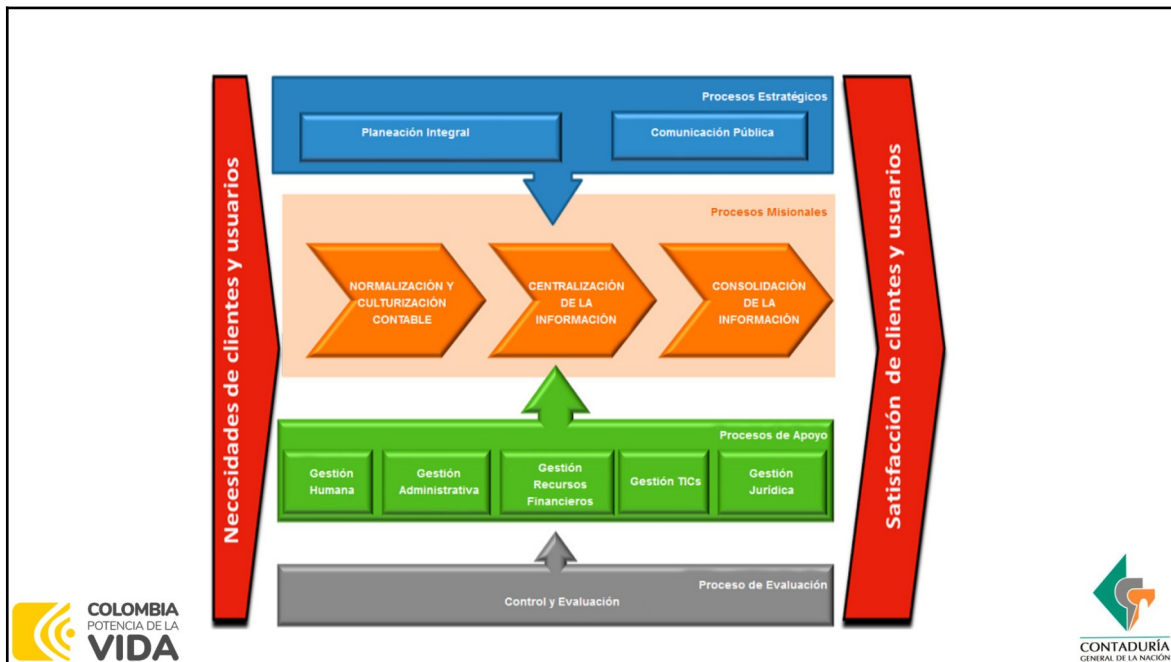 Necesidades de clientes y usuarios
Procesos Estratégicos
Planeación Integral
Comunicación Pública
Procesos Misionales
NORMALIZACIÓN Y
CULTURIZACIÓN
CONTABLE
CENTRALIZACIÓN
DE LA
INFORMACIÓN
CONSOLIDACIÓN
DE LA
INFORMACIÓN
Procesos de Apoyo
Gestión
Humana
Gestión
Administrativa
Gestión
Recursos
Financieros
Gestión TICs
Gestión
Jurídica
Proceso de Evaluación
Control y Evaluación
Satisfacción de clientes y usuarios
COLOMBIA
POTENCIA DE LA
VIDA
CONTADURÍA
GENERAL DE LA NACIÓN